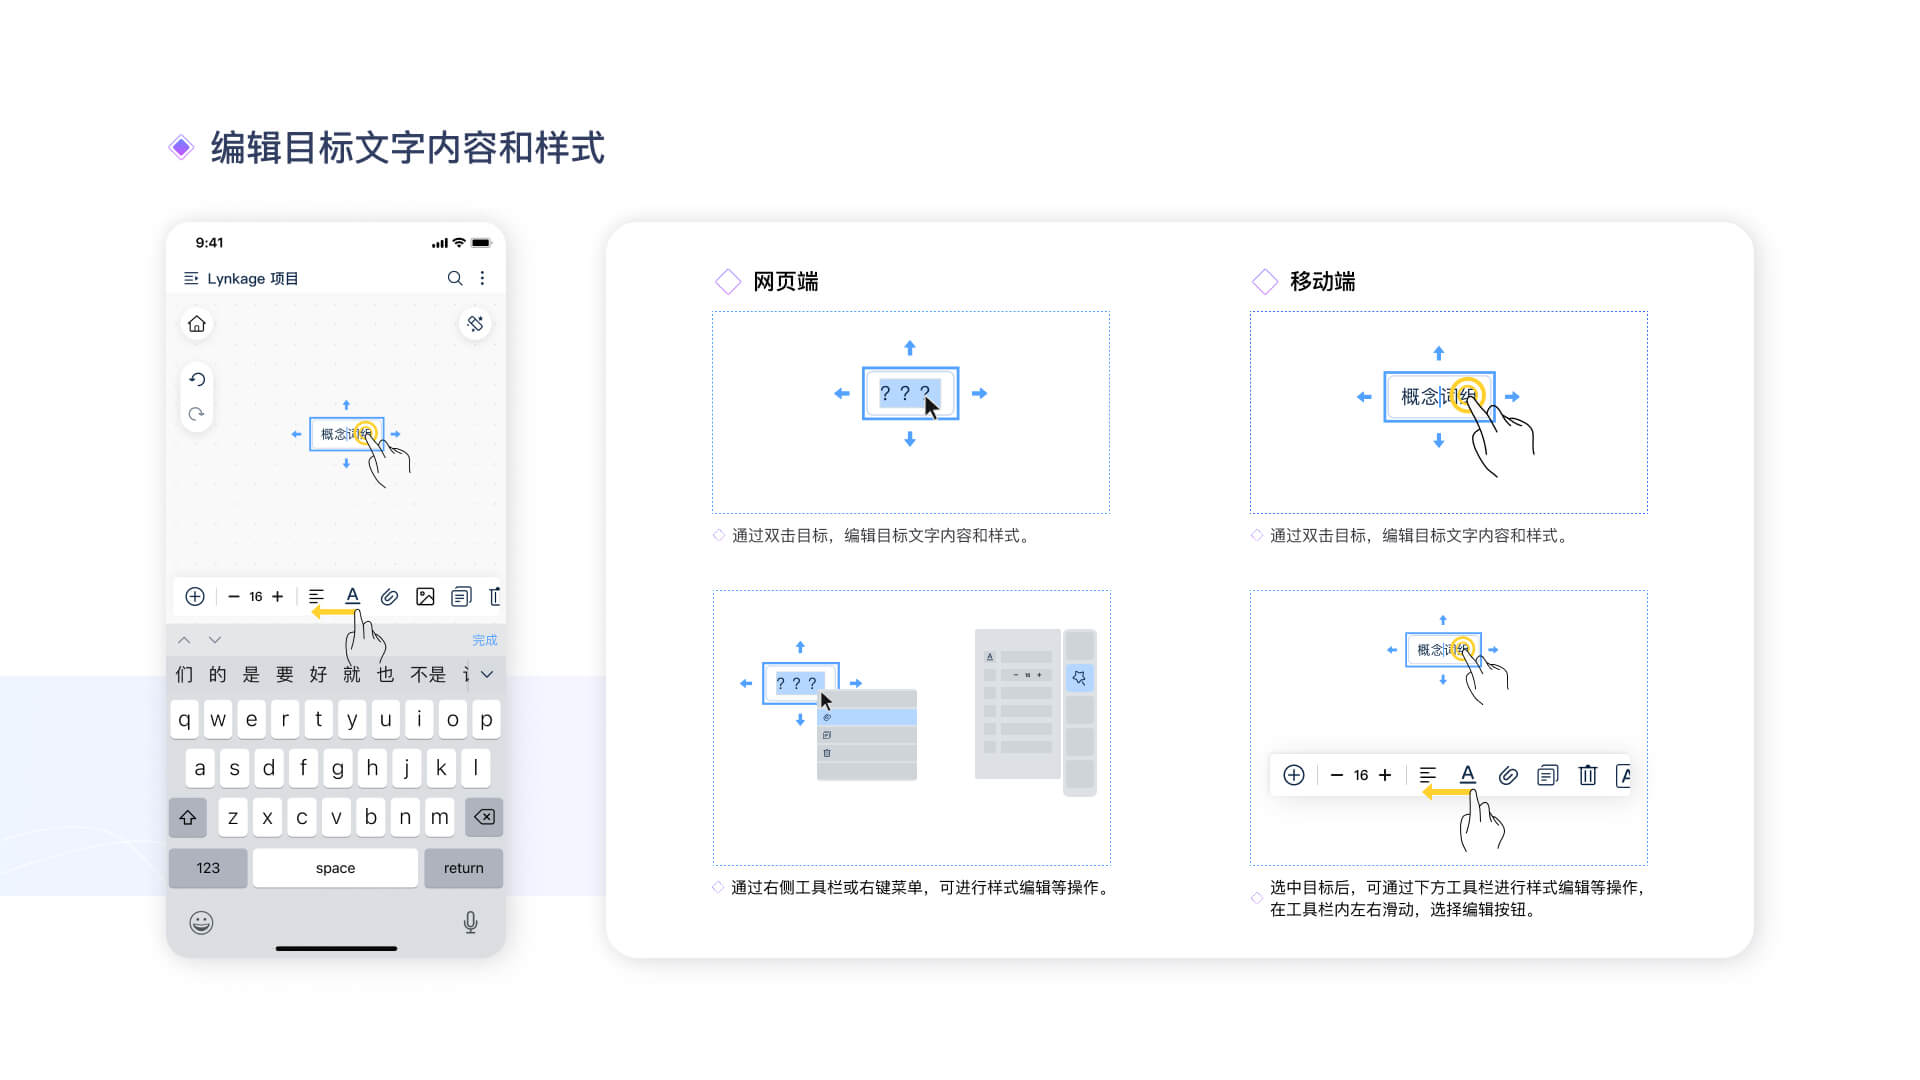 编辑目标文字内容和样式
9:41
Lynkage 项目
概念词组
16
A
完成
们 的 是 要 好 就 也 不是
q w e r t y u i o p
a s d f g h j k l
z x c v b n m
123 space return
网页端
? ? ?
通过双击目标，编辑目标文字内容和样式。
? ? ?
A
16
通过右侧工具栏或右键菜单，可进行样式编辑等操作。
移动端
概念词组
通过双击目标，编辑目标文字内容和样式。
概念词组
16
A
A
选中目标后，可通过下方工具栏进行样式编辑等操作，
在工具栏内左右滑动，选择编辑按钮。